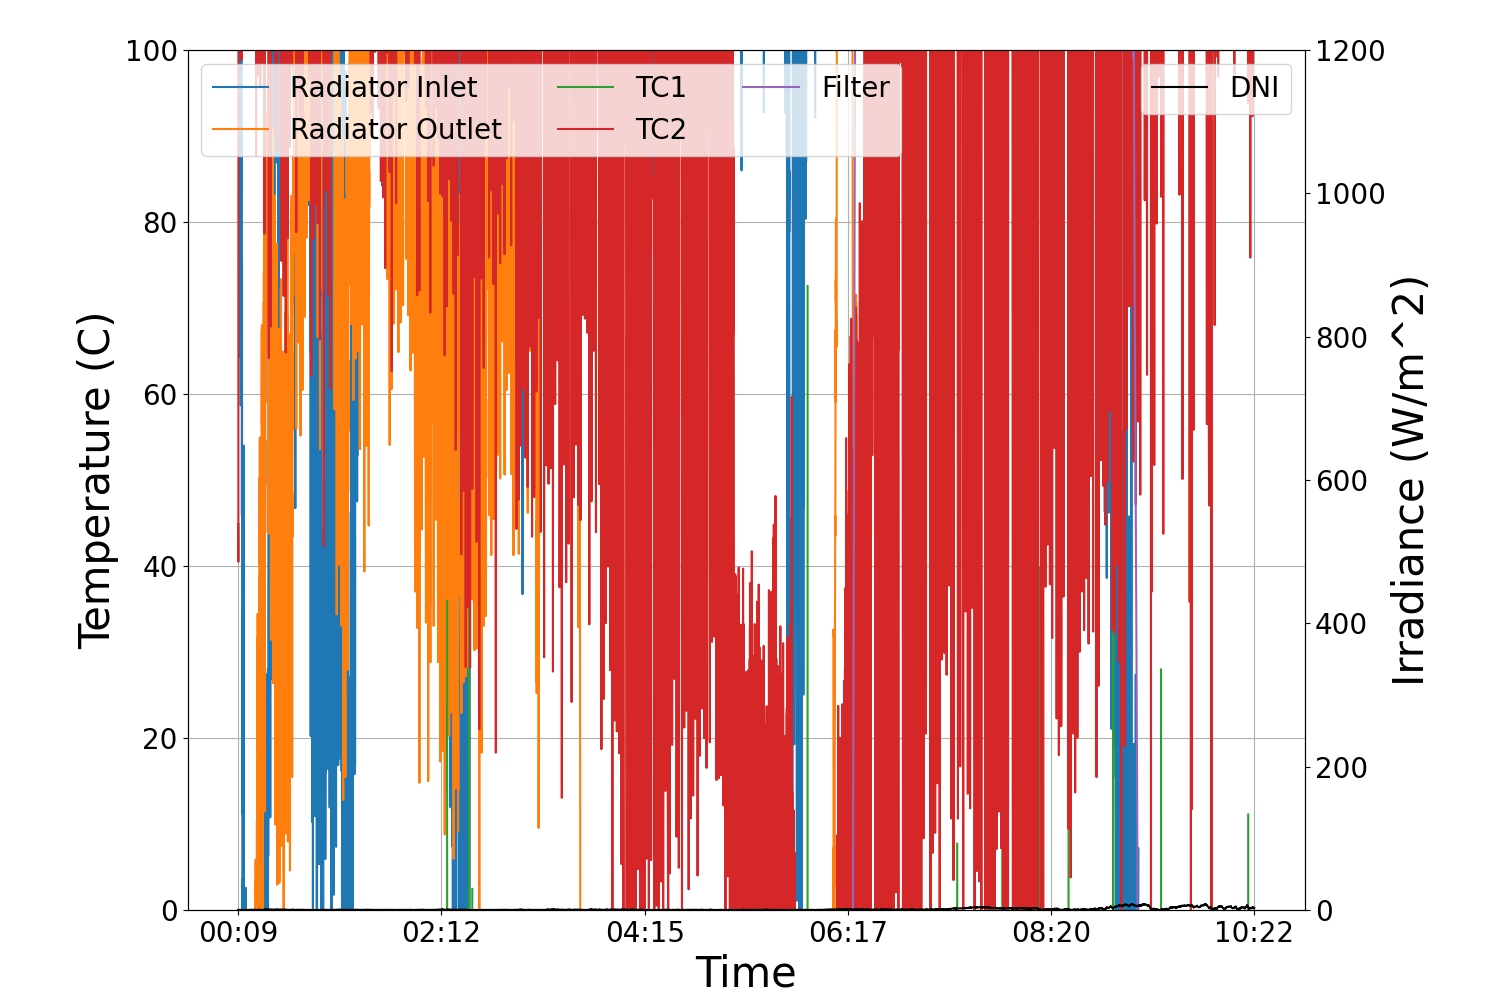 100
80
60
40
20
0
Temperature (C)
Radiator Inlet
Radiator Outlet
TC1
TC2
Filter
DNI
1200
1000
800
600
400
200
0
Irradiance (W/m^2)
00:09
02:12
04:15
06:17
08:20
10:22
Time